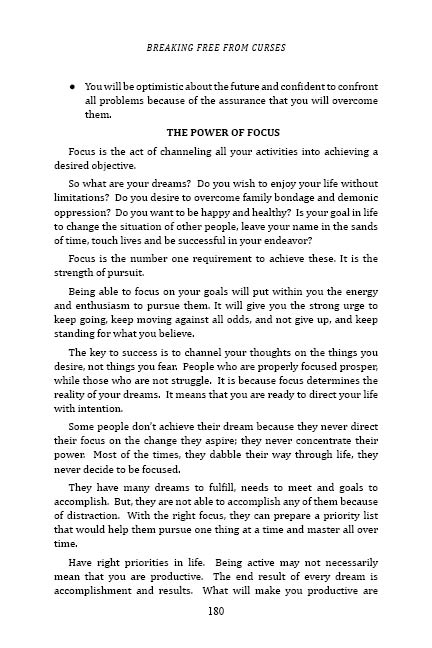 BREAKING FREE FROM CURSES
● You will be optimistic about the future and confident to confront
all problems because of the assurance that you will overcome
them.
THE POWER OF FOCUS
Focus is the act of channeling all your activities into achieving a
desired objective.
So what are your dreams? Do you wish to enjoy your life without
limitations? Do you desire to overcome family bondage and demonic
oppression? Do you want to be happy and healthy? Is your goal in life
to change the situation of other people, leave your name in the sands
of time, touch lives and be successful in your endeavor?
Focus is the number one requirement to achieve these. It is the
strength of pursuit.
Being able to focus on your goals will put within you the energy
and enthusiasm to pursue them. It will give you the strong urge to
keep going, keep moving against all odds, and not give up, and keep
standing for what you believe.
The key to success is to channel your thoughts on the things you
desire, not things you fear. People who are properly focused prosper,
while those who are not struggle. It is because focus determines the
reality of your dreams. It means that you are ready to direct your life
with intention.
Some people don't achieve their dream because they never direct
their focus on the change they aspire; they never concentrate their
power. Most of the times, they dabble their way through life, they
never decide to be focused.
They have many dreams to fulfill, needs to meet and goals to
accomplish. But, they are not able to accomplish any of them because
of distraction. With the right focus, they can prepare a priority list
that would help them pursue one thing at a time and master all over
time.
Have right priorities in life. Being active may not necessarily
mean that you are productive. The end result of every dream is
accomplishment and results. What will make you productive are
180